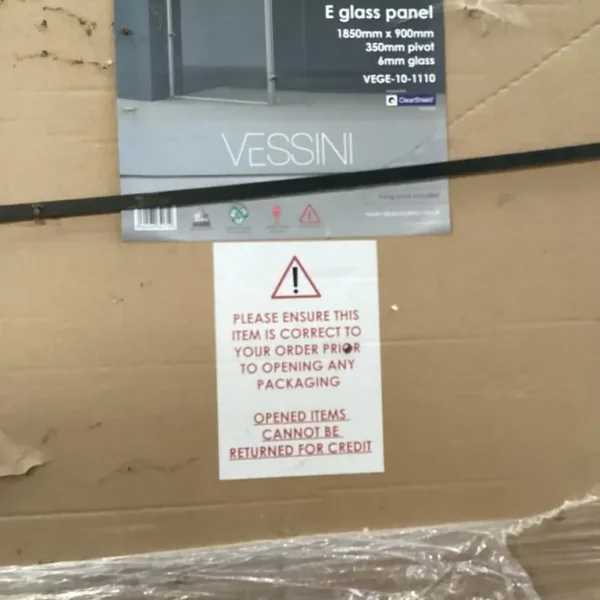 E glass panel
1850mm x 900mm
350mm pivot
6mm glass
VEGE-10-1110
ClearShield
VESSINI
!
PLEASE ENSURE THIS
ITEM IS CORRECT TO
YOUR ORDER PRIOR
TO OPENING ANY
PACKAGING
OPENED ITEMS
CANNOT BE
RETURNED FOR CREDIT